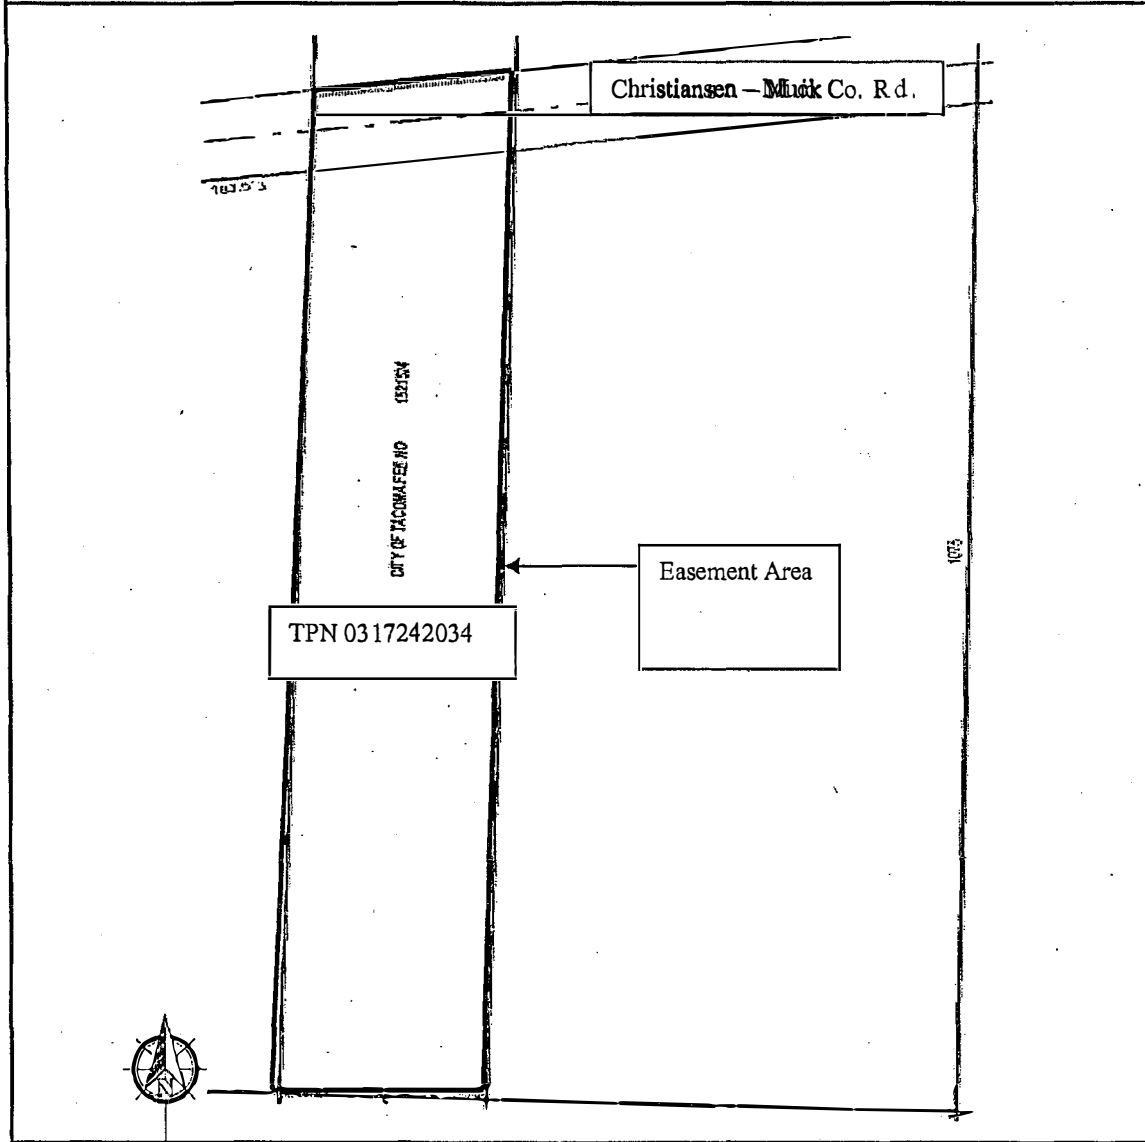 Christiansen – Muck Co. Rd.
CITY OF TACOMA FEE NO
Easement Area
1073
TPN 0317242034
N